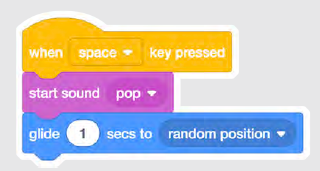 when space key pressed
start sound pop
glide 1 secs to random position